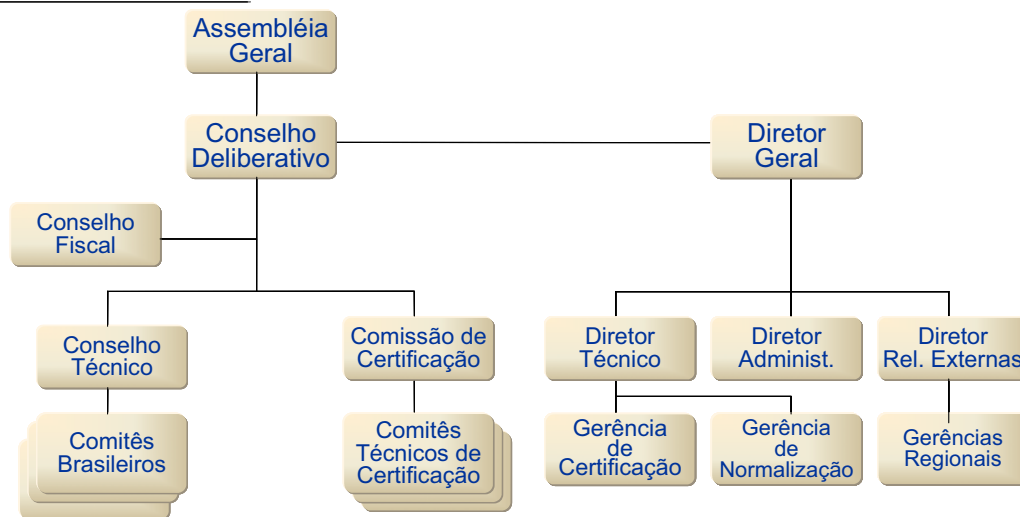 Assembléia
Geral
Conselho
Deliberativo
Diretor
Geral
Conselho
Fiscal
Conselho
Técnico
Comissão de
Certificação
Diretor
Técnico
Diretor
Administ.
Diretor
Rel. Externas
Comitês
Brasileiros
Comitês
Técnicos de
Certificação
Gerência
de
Certificação
Gerência
de
Normalização
Gerências
Regionais